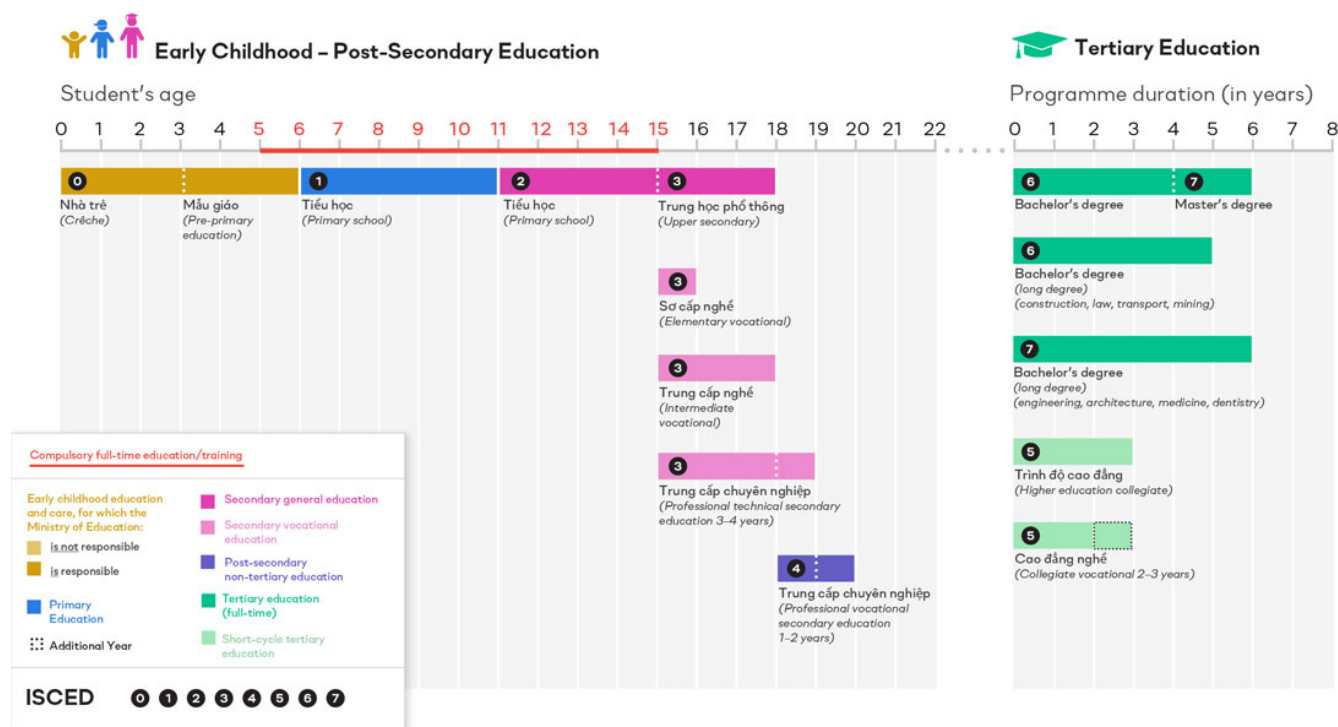 Early Childhood – Post-Secondary Education
Student's age
0 1 2 3 4 5 6 7 8 9 10 11 12 13 14 15 16 17 18 19 20 21 22
0
Nhà trẻ
(Crêche)
Mẫu giáo
(Pre-primary
education)
1
Tiểu học
(Primary school)
2
Tiểu học
(Primary school)
3
Trung học phổ thông
(Upper secondary)
3
Sơ cấp nghề
(Elementary vocational)
3
Trung cấp nghề
(Intermediate
vocational)
3
Trung cấp chuyên nghiệp
(Professional technical secondary
education 3–4 years)
4
Trung cấp chuyên nghiệp
(Professional vocational
secondary education
1–2 years)
Tertiary Education
Programme duration (in years)
0 1 2 3 4 5 6 7 8
6 7
Bachelor's degree Master's degree
6
Bachelor's degree
(long degree)
(construction, law, transport, mining)
7
Bachelor's degree
(long degree)
(engineering, architecture, medicine, dentistry)
5
Trình độ cao đẳng
(Higher education collegiate)
5
Cao đẳng nghề
(Collegiate vocational 2–3 years)
Compulsory full-time education/training
Early childhood education
and care, for which the
Ministry of Education:
is not responsible
is responsible
Primary
Education
Additional Year
Secondary general education
Secondary vocational
education
Post-secondary
non-tertiary education
Tertiary education
(full-time)
Short-cycle tertiary
education
ISCED 0 1 2 3 4 5 6 7